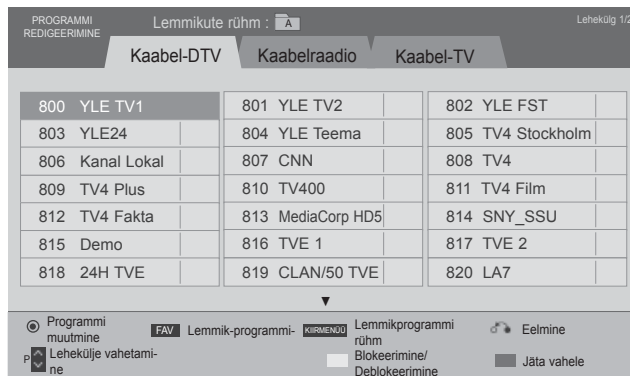 PROGRAMMI
REDIGEERIMINE
Lemmikute rühm : A
Lehekülg 1/2
Kaabel-DTV Kaabelraadio Kaabel-TV
800 YLE TV1 801 YLE TV2 802 YLE FST
803 YLE24 804 YLE Teema 805 TV4 Stockholm
806 Kanal Lokal 807 CNN 808 TV4
809 TV4 Plus 810 TV400 811 TV4 Film
812 TV4 Fakta 813 MediaCorp HD5 814 SNY_SSU
815 Demo 816 TVE 1 817 TVE 2
818 24H TVE 819 CLAN/50 TVE 820 LA7
Programmi
muutmine
FAV Lemmik-programmi-
KIIRMENÜÜ Lemmikprogrammi
rühm
Eelmine
P Lehekülje vahetami-
ne
Blokeerimine/
Deblokeerimine
Jäta vahele